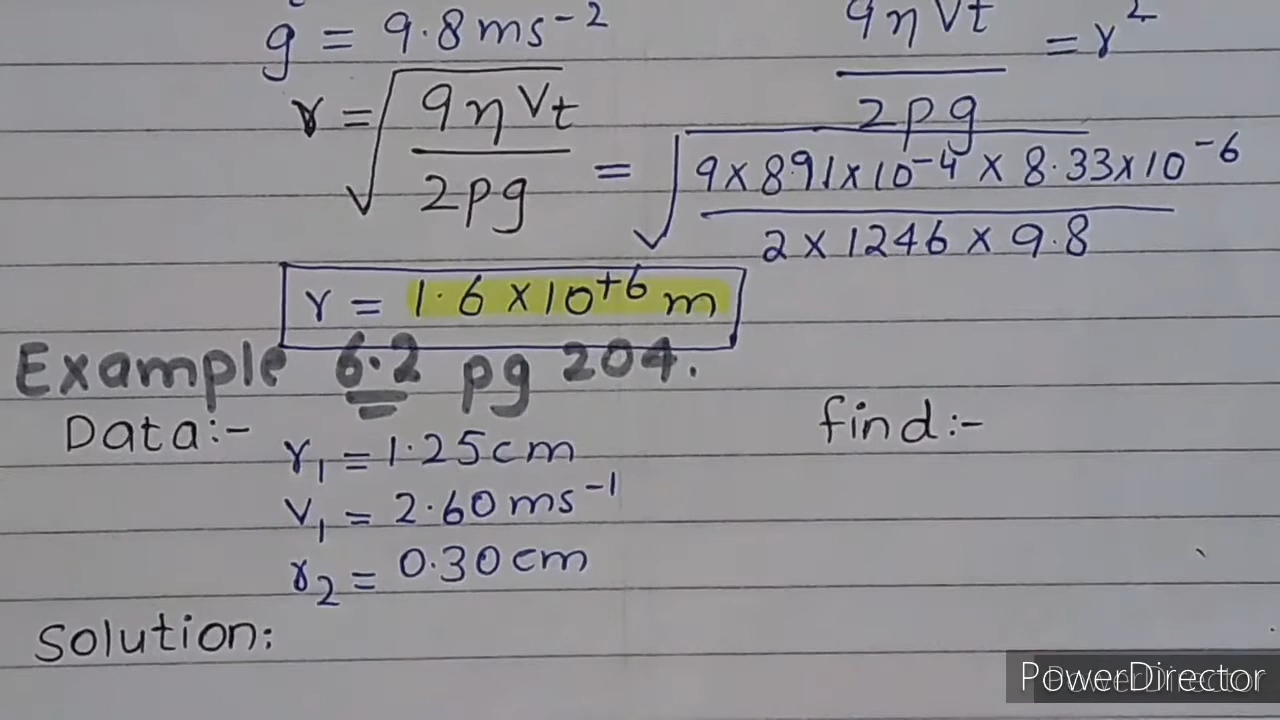 g = 9.8 ms⁻²
9ηVt / 2ρg = r²
r = √(9ηVt / 2ρg) = √(9 × 8.91 × 10⁻⁴ × 8.33 × 10⁻⁶ / 2 × 1246 × 9.8)
r = 1.6 × 10⁺⁶ m
Example 6.2 pg 204.
Data:-
find:-
r₁ = 1.25 cm
v₁ = 2.60 ms⁻¹
r₂ = 0.30 cm
Solution:
PowerDirector